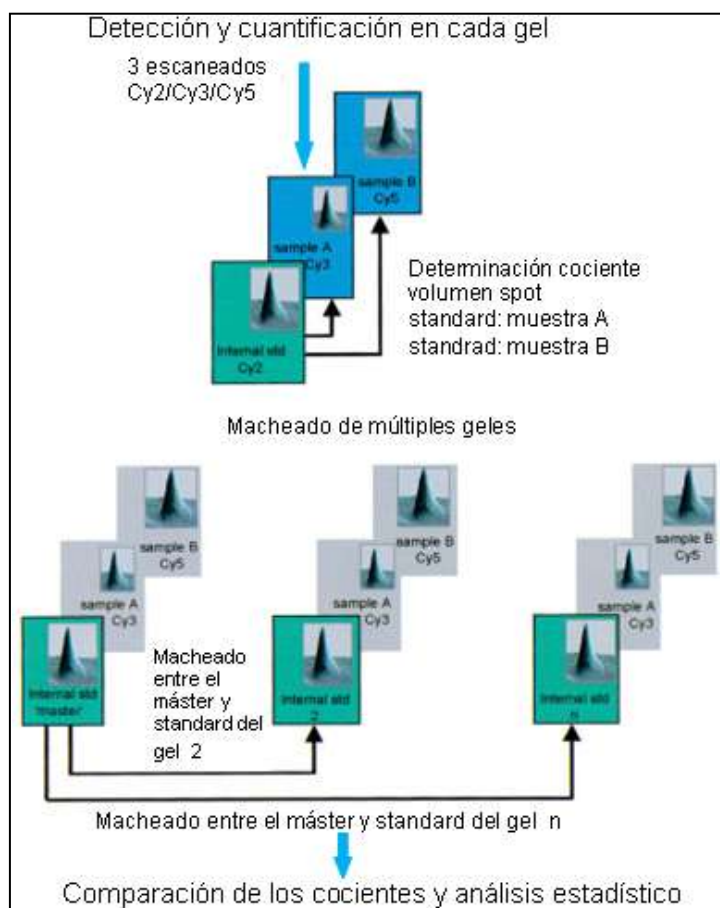 Detección y cuantificación en cada gel
3 escaneados
Cy2/Cy3/Cy5
sample B
Cy5
sample A
Cy3
Internal std
Cy2
Determinación cociente
volumen spot
standard: muestra A
standrad: muestra B
Macheado de múltiples geles
sample B
Cy5
sample A
Cy3
Internal std
'master'
Macheado
entre el
máster y
standard del
gel 2
sample B
Cy5
sample A
Cy3
Internal std
2
sample B
Cy5
sample A
Cy3
Internal std
n
Macheado entre el máster y standard del gel n
Comparación de los cocientes y análisis estadístico